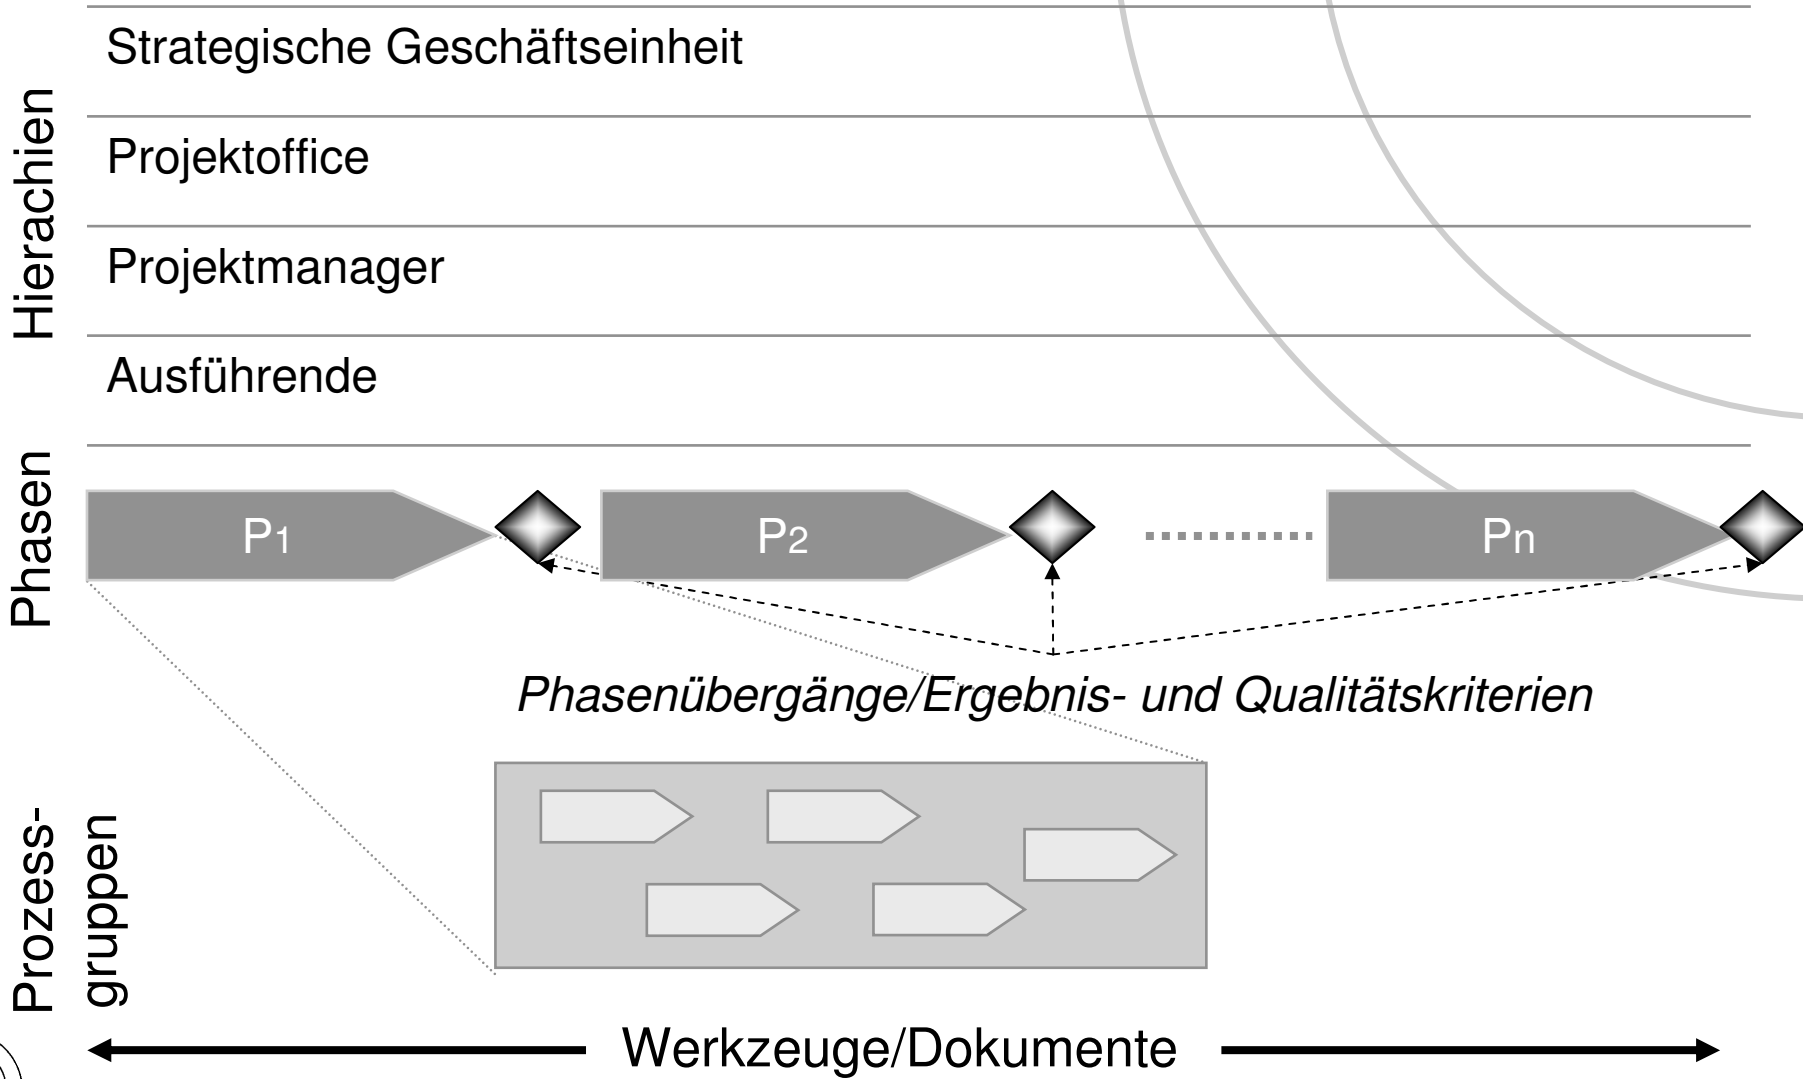 Hierachien
Strategische Geschäftseinheit
Projektoffice
Projektmanager
Ausführende
Phasen
P1
P2
Pn
Phasenübergänge/Ergebnis- und Qualitätskriterien
Prozess-
gruppen
Werkzeuge/Dokumente